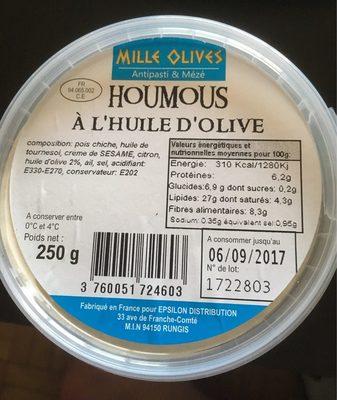 MILLE OLIVES
Antipasti & Mézé
FR
94.065.002
C.E
HOUMOUS
À L'HUILE D'OLIVE
composition: pois chiche, huile de
tournesol, creme de SESAME, citron,
huile d'olive 2%, ail, sel, acidifiant:
E330-E270, conservateur: E202
Valeurs énergétiques et
nutritionnelles moyennes pour 100g:
Energie: 310 Kcal/1280Kj
Protéines: 6,2g
Glucides:6,9 g dont sucres: 0,2g
Lipides: 27g dont saturés: 4,3g
Fibres alimentaires: 8,3g
Sodium: 0.35g équivalent sel 0,95g
A conserver entre
0°C et 4°C
Poids net :
250 g
3 760051 724603
A consommer jusqu'au
06/09/2017
N° de lot:
1722803
Fabriqué en France pour EPSILON DISTRIBUTION
33 ave de Franche-Comté
M.I.N 94150 RUNGIS